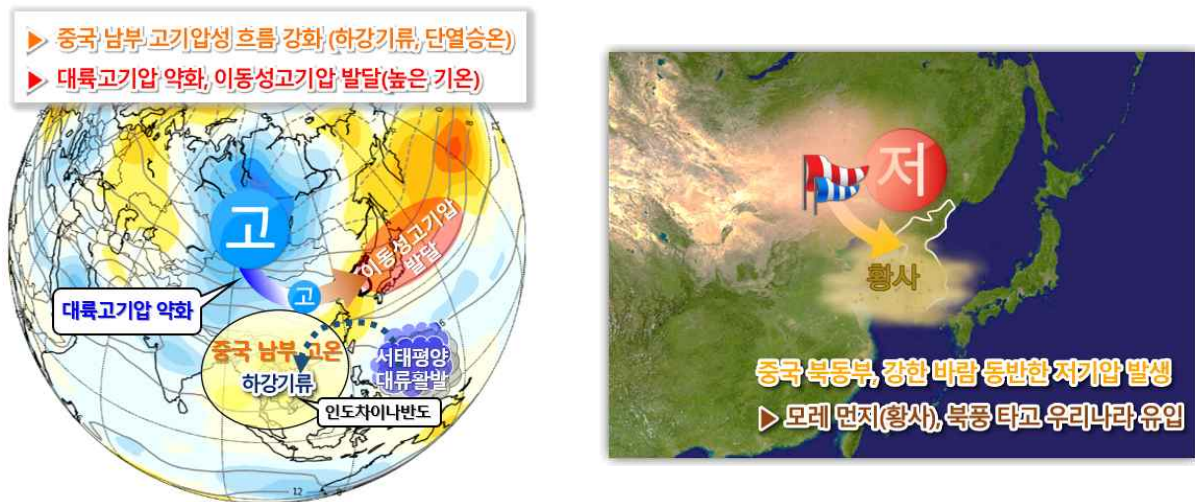 ▶ 중국 남부 고기압성 흐름 강화 (하강기류, 단열승온)
▶ 대륙고기압 약화, 이동성고기압 발달(높은 기온)
고
이동성고기압
발달
고
대륙고기압 약화
중국 남부 고온
하강기류
서태평양
대류활발
인도차이나반도
12
저
황사
중국 북동부, 강한 바람 동반한 저기압 발생
▶ 모레 먼지(황사), 북풍 타고 우리나라 유입